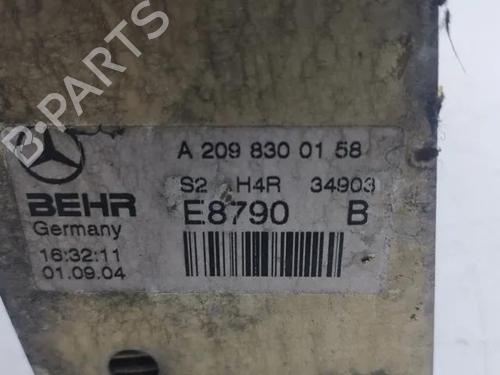 B-PARTS
A 209 830 01 58
S2 H4R 34903
BEHR
E8790 B
Germany
16:32:11
01.09.04